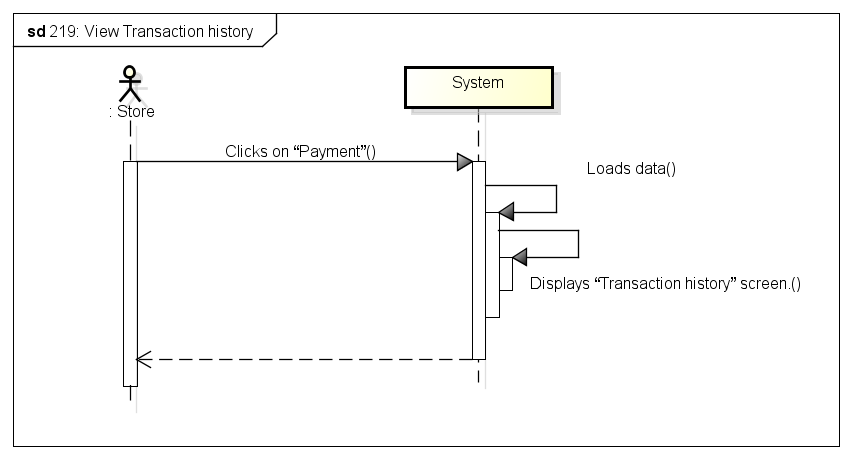 sd 219: View Transaction history
: Store
System
Clicks on “Payment”()
Loads data()
Displays “Transaction history” screen.()